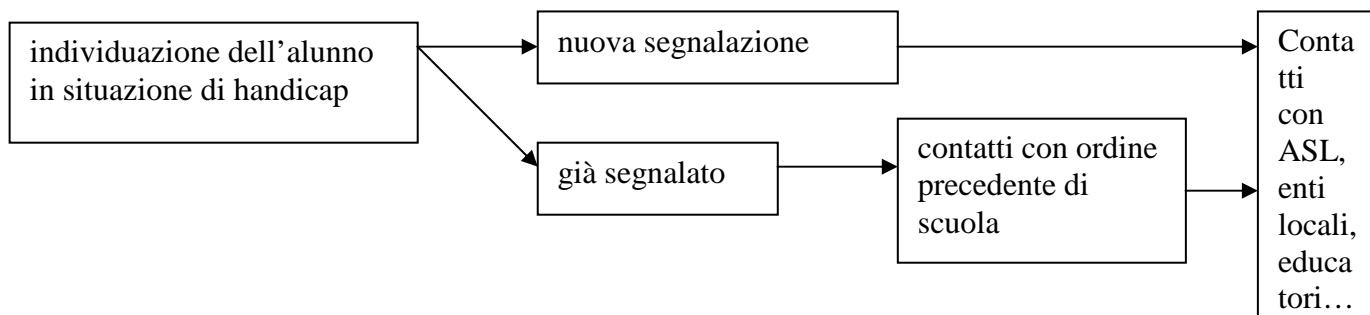 individuazione dell’alunno
in situazione di handicap
nuova segnalazione
già segnalato
contatti con ordine
precedente di
scuola
Conta
tti
con
ASL,
enti
locali,
educa
tori…